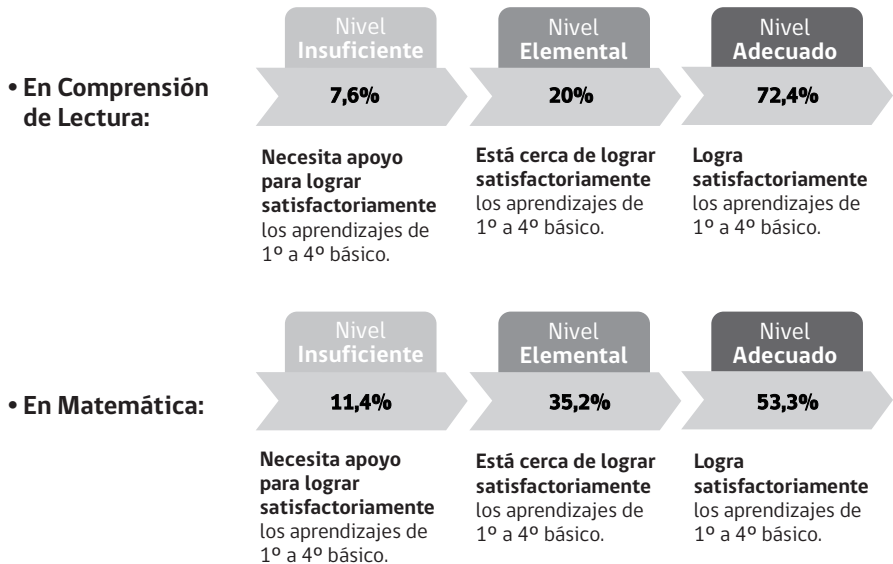 • En Comprensión
de Lectura:
Nivel
Insuficiente
7,6%
Necesita apoyo
para lograr
satisfactoriamente
los aprendizajes de
1º a 4º básico.
Nivel
Elemental
20%
Está cerca de lograr
satisfactoriamente
los aprendizajes de
1º a 4º básico.
Nivel
Adecuado
72,4%
Logra
satisfactoriamente
los aprendizajes de
1º a 4º básico.
• En Matemática:
Nivel
Insuficiente
11,4%
Necesita apoyo
para lograr
satisfactoriamente
los aprendizajes de
1º a 4º básico.
Nivel
Elemental
35,2%
Está cerca de lograr
satisfactoriamente
los aprendizajes de
1º a 4º básico.
Nivel
Adecuado
53,3%
Logra
satisfactoriamente
los aprendizajes de
1º a 4º básico.